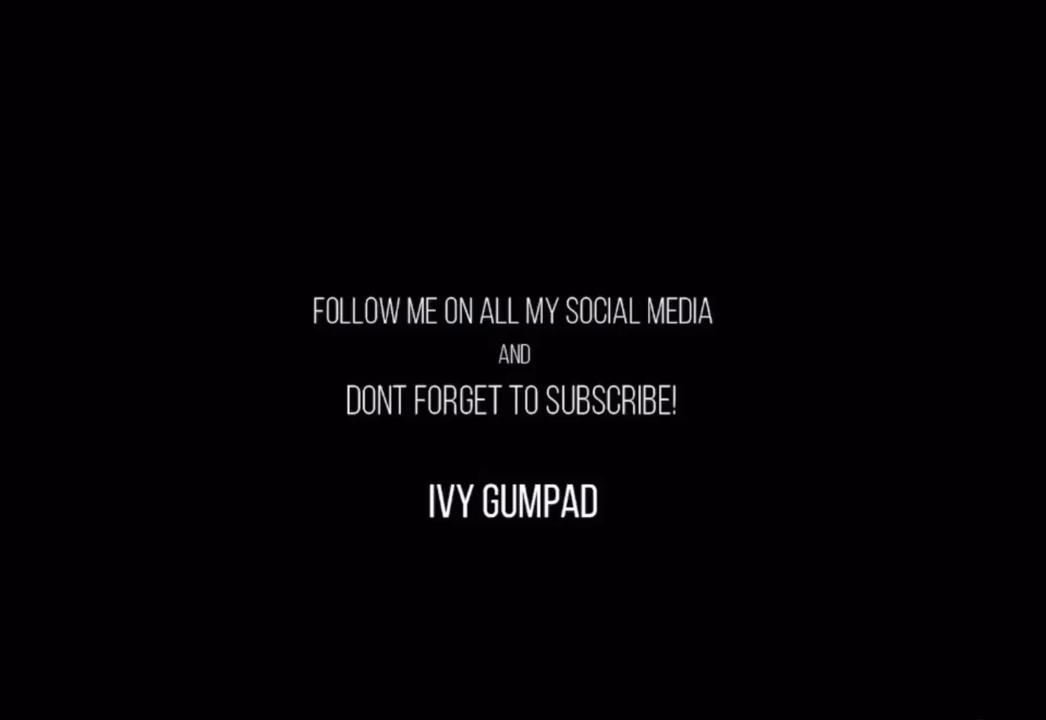 FOLLOW ME ON ALL MY SOCIAL MEDIA
AND
DONT FORGET TO SUBSCRIBE!
IVY GUMPAD